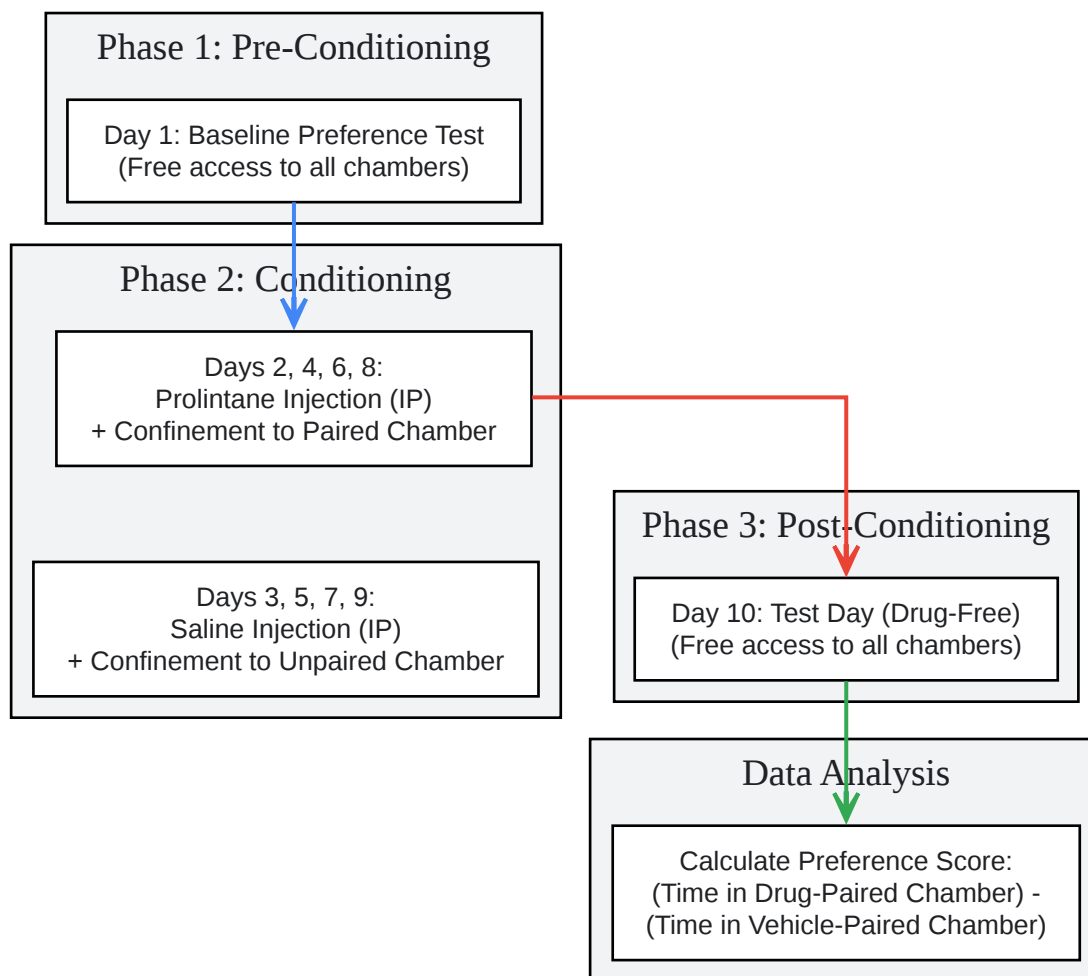 Phase 1: Pre-Conditioning
Day 1: Baseline Preference Test
(Free access to all chambers)
Phase 2: Conditioning
Days 2, 4, 6, 8:
Prolintane Injection (IP)
+ Confinement to Paired Chamber
Days 3, 5, 7, 9:
Saline Injection (IP)
+ Confinement to Unpaired Chamber
Phase 3: Post-Conditioning
Day 10: Test Day (Drug-Free)
(Free access to all chambers)
Data Analysis
Calculate Preference Score:
(Time in Drug-Paired Chamber) -
(Time in Vehicle-Paired Chamber)